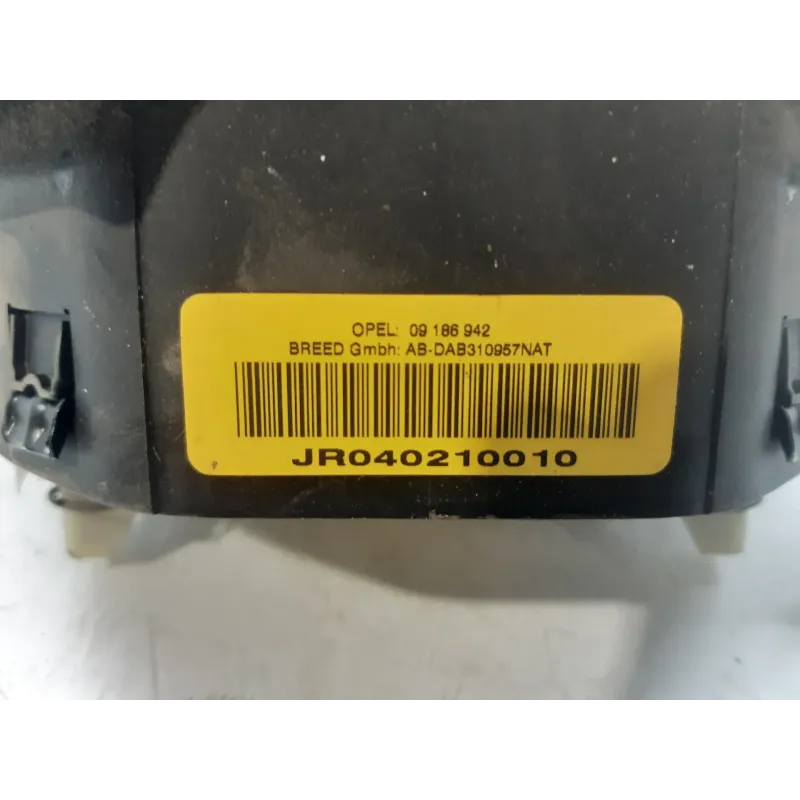 OPEL: 09 186 942
BREED Gmbh: AB-DAB310957NAT
JR040210010